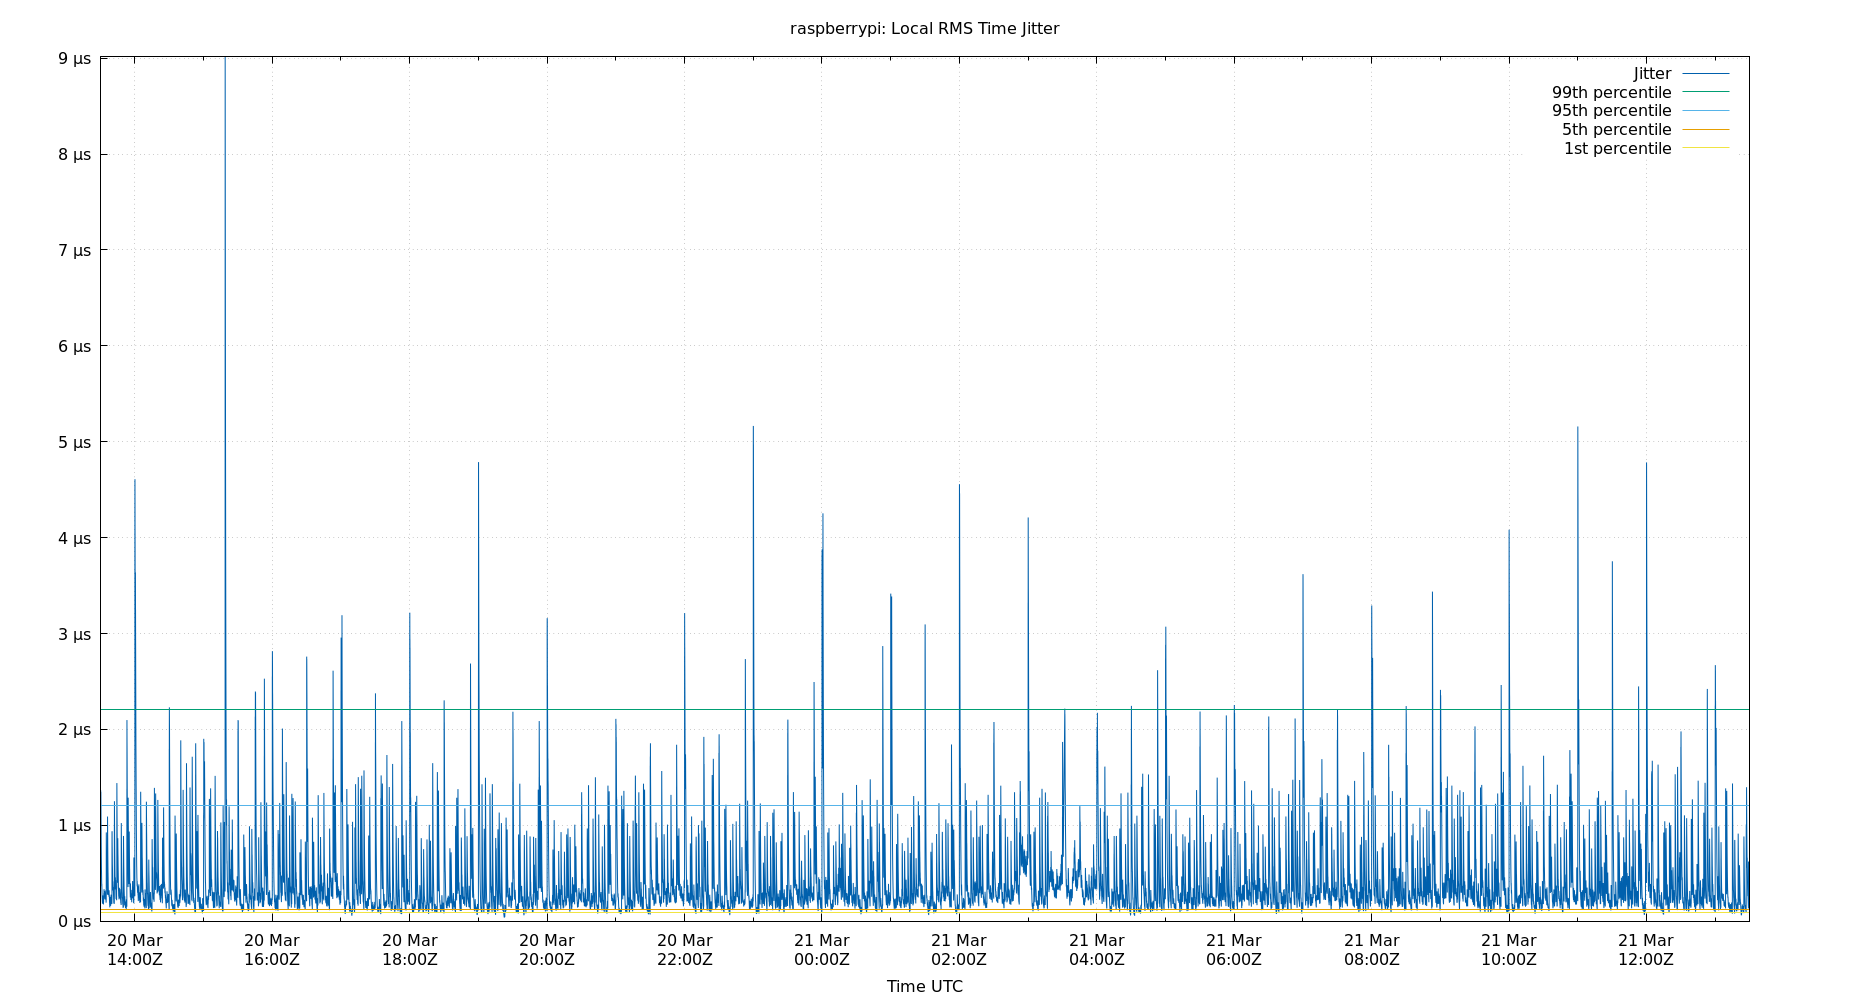 raspberrypi: Local RMS Time Jitter
9 µs
8 µs
7 µs
6 µs
5 µs
4 µs
3 µs
2 µs
1 µs
0 µs
Jitter
99th percentile
95th percentile
5th percentile
1st percentile
20 Mar
14:00Z
20 Mar
16:00Z
20 Mar
18:00Z
20 Mar
20:00Z
20 Mar
22:00Z
21 Mar
00:00Z
21 Mar
02:00Z
21 Mar
04:00Z
21 Mar
06:00Z
21 Mar
08:00Z
21 Mar
10:00Z
21 Mar
12:00Z
Time UTC